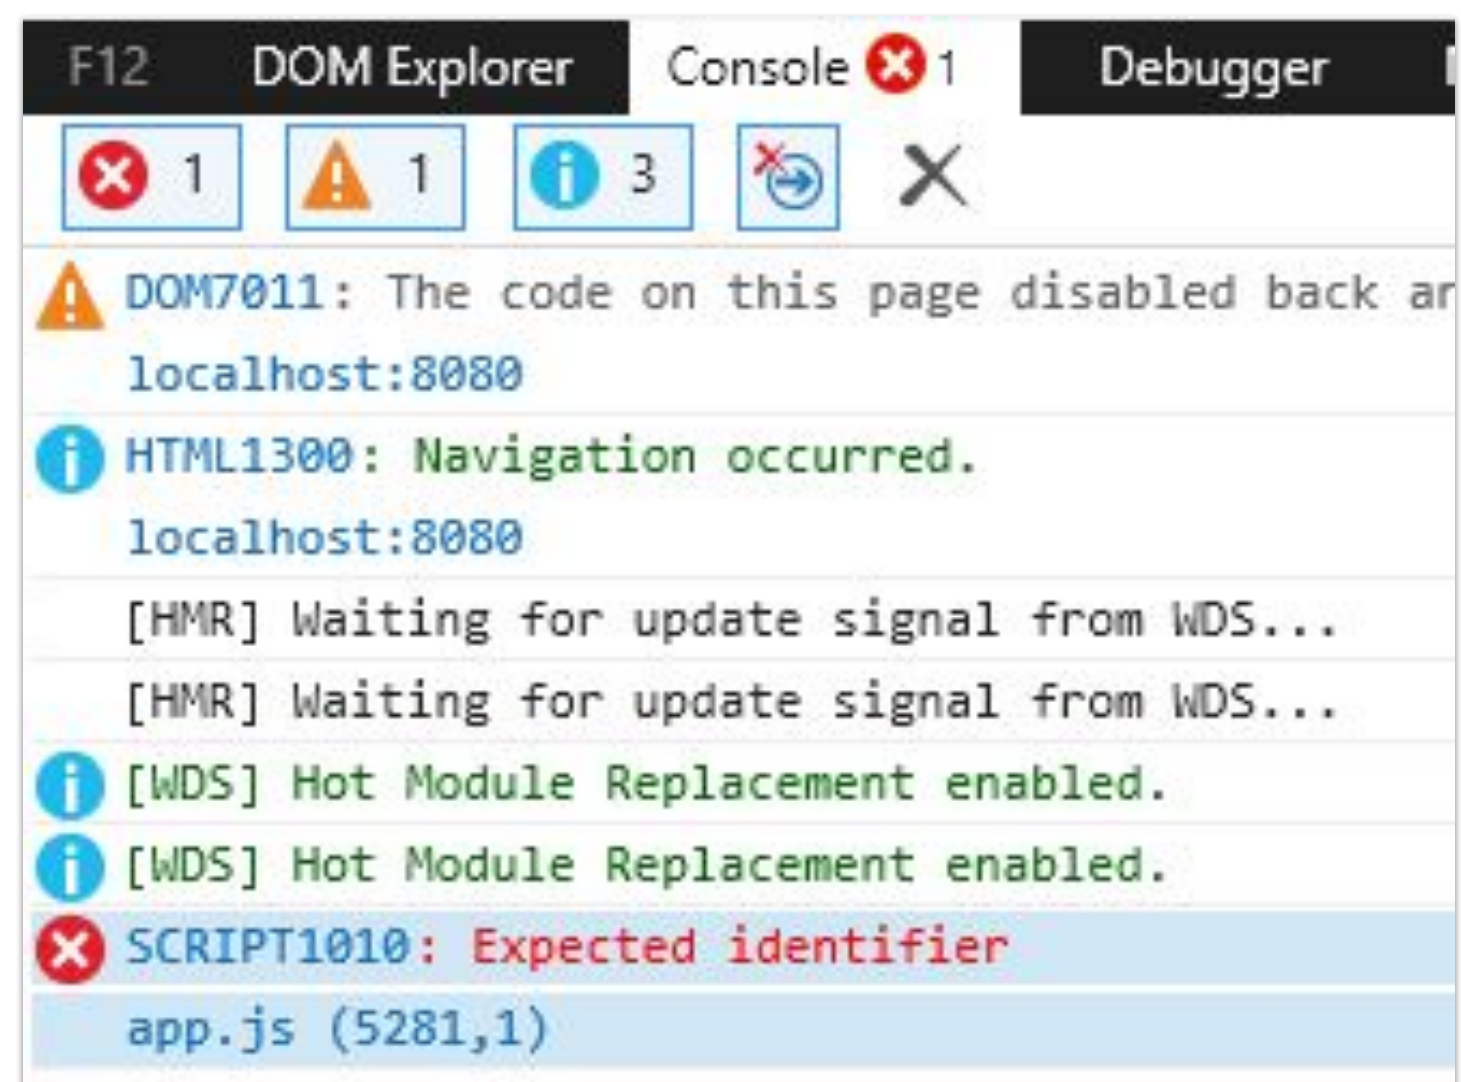 F12 DOM Explorer Console 1 Debugger
1 1 3
DOM7011: The code on this page disabled back
localhost:8080
HTML1300: Navigation occurred.
localhost:8080
[HMR] Waiting for update signal from WDS...
[HMR] Waiting for update signal from WDS...
[WDS] Hot Module Replacement enabled.
[WDS] Hot Module Replacement enabled.
SCRIPT1010: Expected identifier
app.js (5281,1)